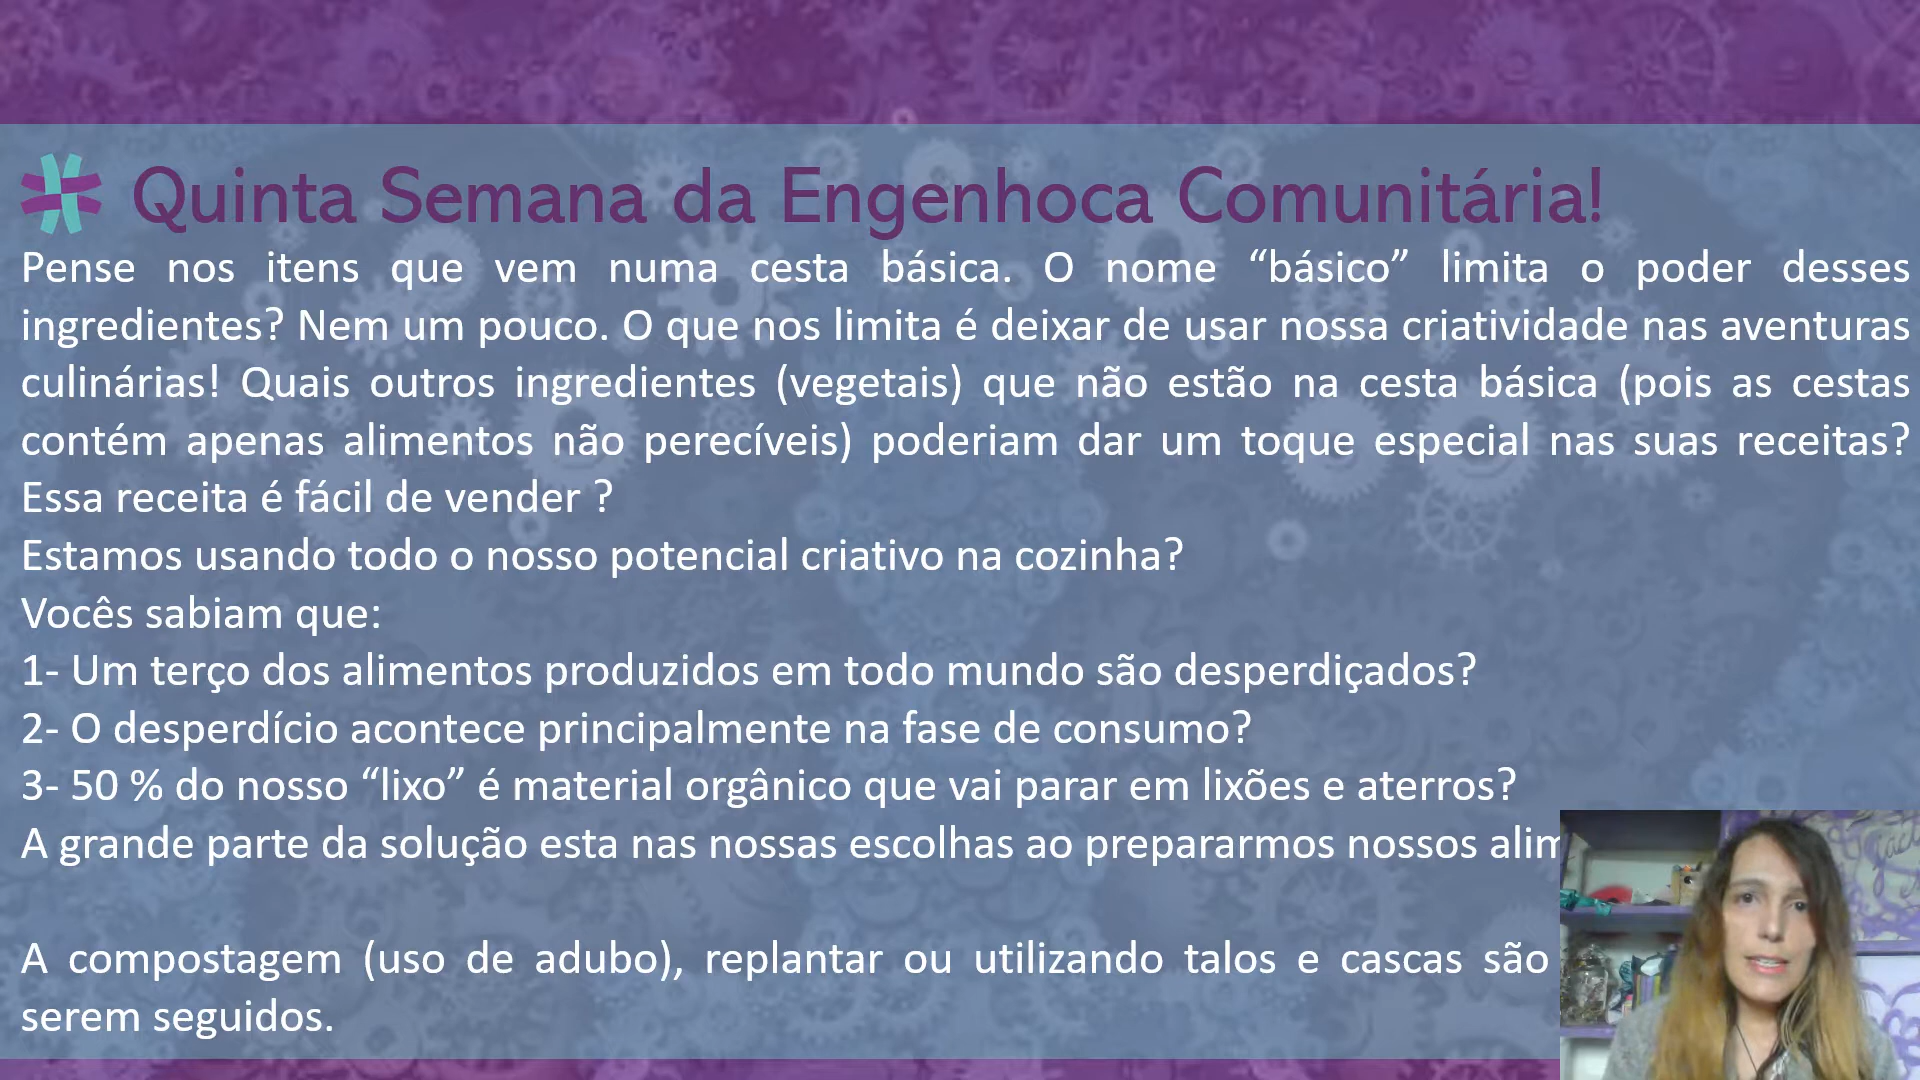 Quinta Semana da Engenhoca Comunitária!
Pense nos itens que vem numa cesta básica. O nome “básico” limita o poder desses
ingredientes? Nem um pouco. O que nos limita é deixar de usar nossa criatividade nas aventuras
culinárias! Quais outros ingredientes (vegetais) que não estão na cesta básica (pois as cestas
contém apenas alimentos não perecíveis) poderiam dar um toque especial nas suas receitas?
Essa receita é fácil de vender ?
Estamos usando todo o nosso potencial criativo na cozinha?
Vocês sabiam que:
1- Um terço dos alimentos produzidos em todo mundo são desperdiçados?
2- O desperdício acontece principalmente na fase de consumo?
3- 50 % do nosso “lixo” é material orgânico que vai parar em lixões e aterros?
A grande parte da solução esta nas nossas escolhas ao prepararmos nossos
A compostagem (uso de adubo), replantar ou utilizando talos e cascas são
serem seguidos.